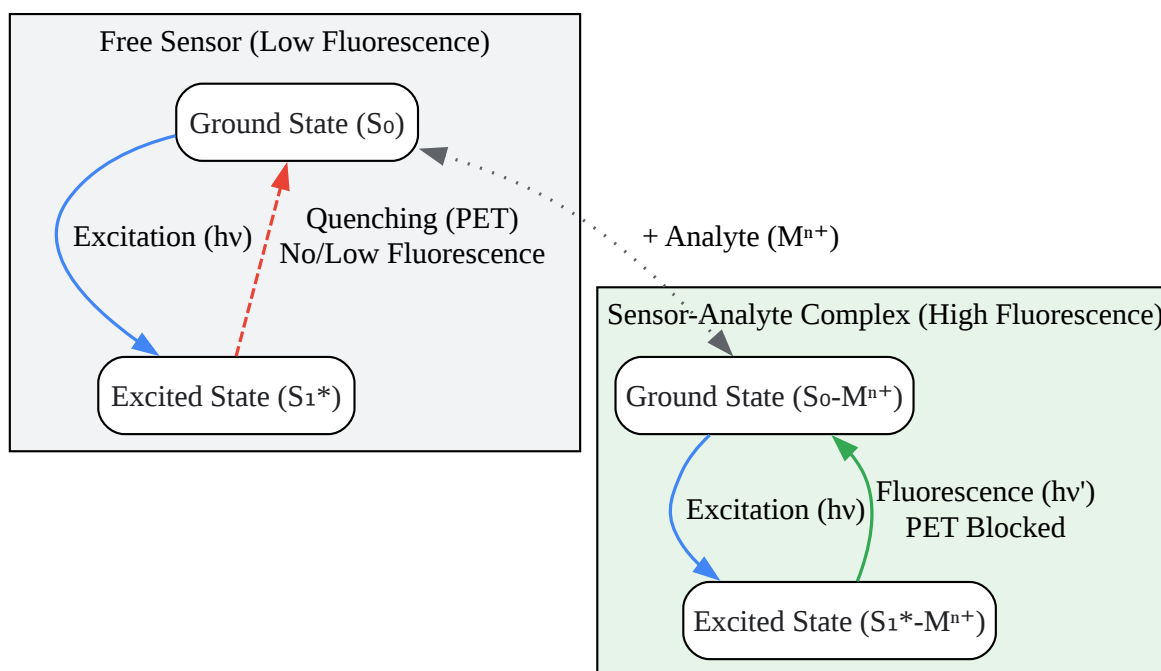 Free Sensor (Low Fluorescence)
Ground State (S₀)
Excitation (hν)
Quenching (PET)
No/Low Fluorescence
Excited State (S₁*)
+ Analyte (Mⁿ⁺)
Sensor-Analyte Complex (High Fluorescence)
Ground State (S₀-Mⁿ⁺)
Excitation (hν)
Fluorescence (hν')
PET Blocked
Excited State (S₁*-Mⁿ⁺)